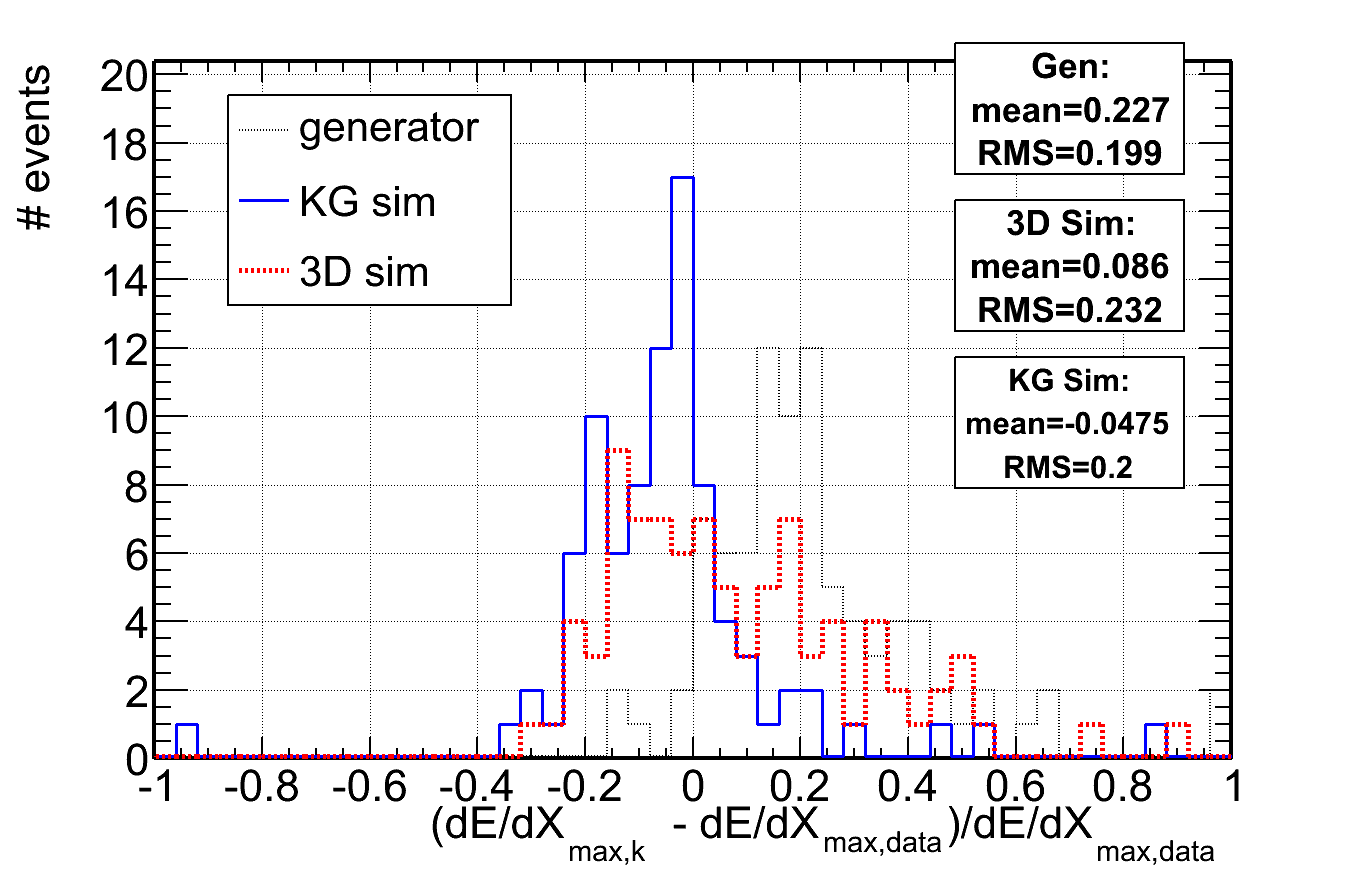 # events
20
18
16
14
12
10
8
6
4
2
0
generator
KG sim
3D sim
Gen:
mean=0.227
RMS=0.199
3D Sim:
mean=0.086
RMS=0.232
KG Sim:
mean=-0.0475
RMS=0.2
-1 -0.8 -0.6 -0.4 -0.2 0 0.2 0.4 0.6 0.8 1
(dE/dX max,k - dE/dX max,data )/dE/dX max,data